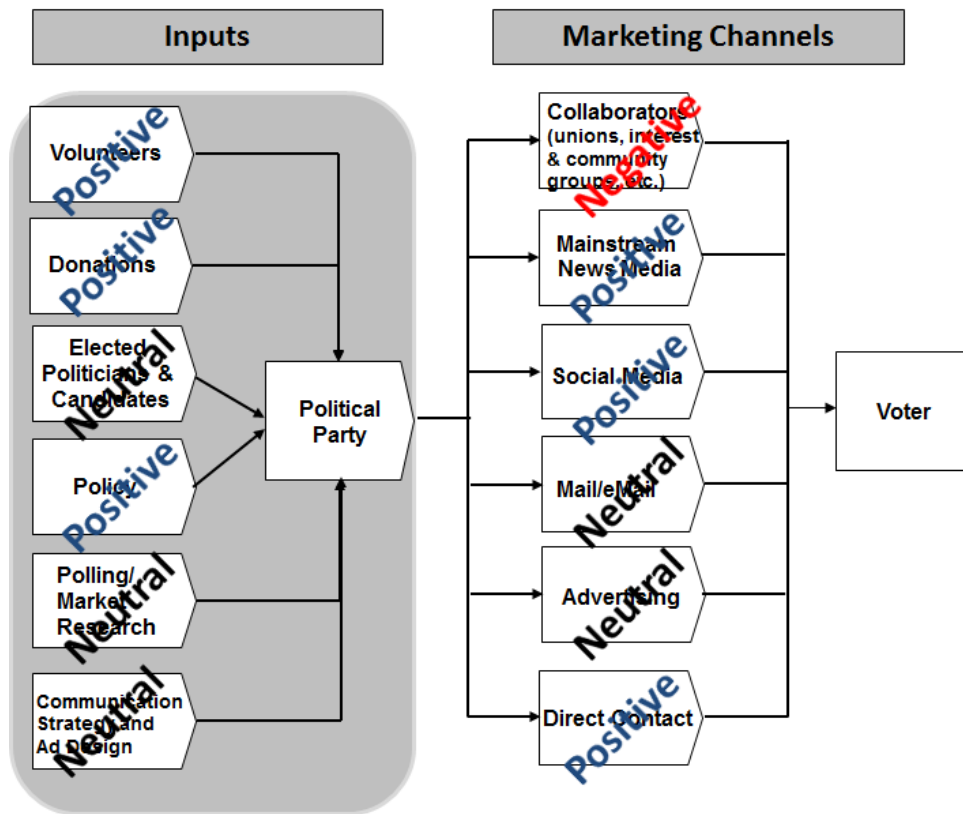 Inputs
Marketing Channels
Volunteers
Positive
Donations
Positive
Elected
Politicians &
Candidates
Neutral
Policy
Positive
Polling/
Market
Research
Neutral
Communication
Strategy and
Ad Design
Neutral
Political
Party
Collaborators
(unions, interest
& community
groups, etc.)
Negative
Mainstream
News Media
Positive
Social Media
Positive
Mail/eMail
Neutral
Advertising
Neutral
Direct Contact
Positive
Voter